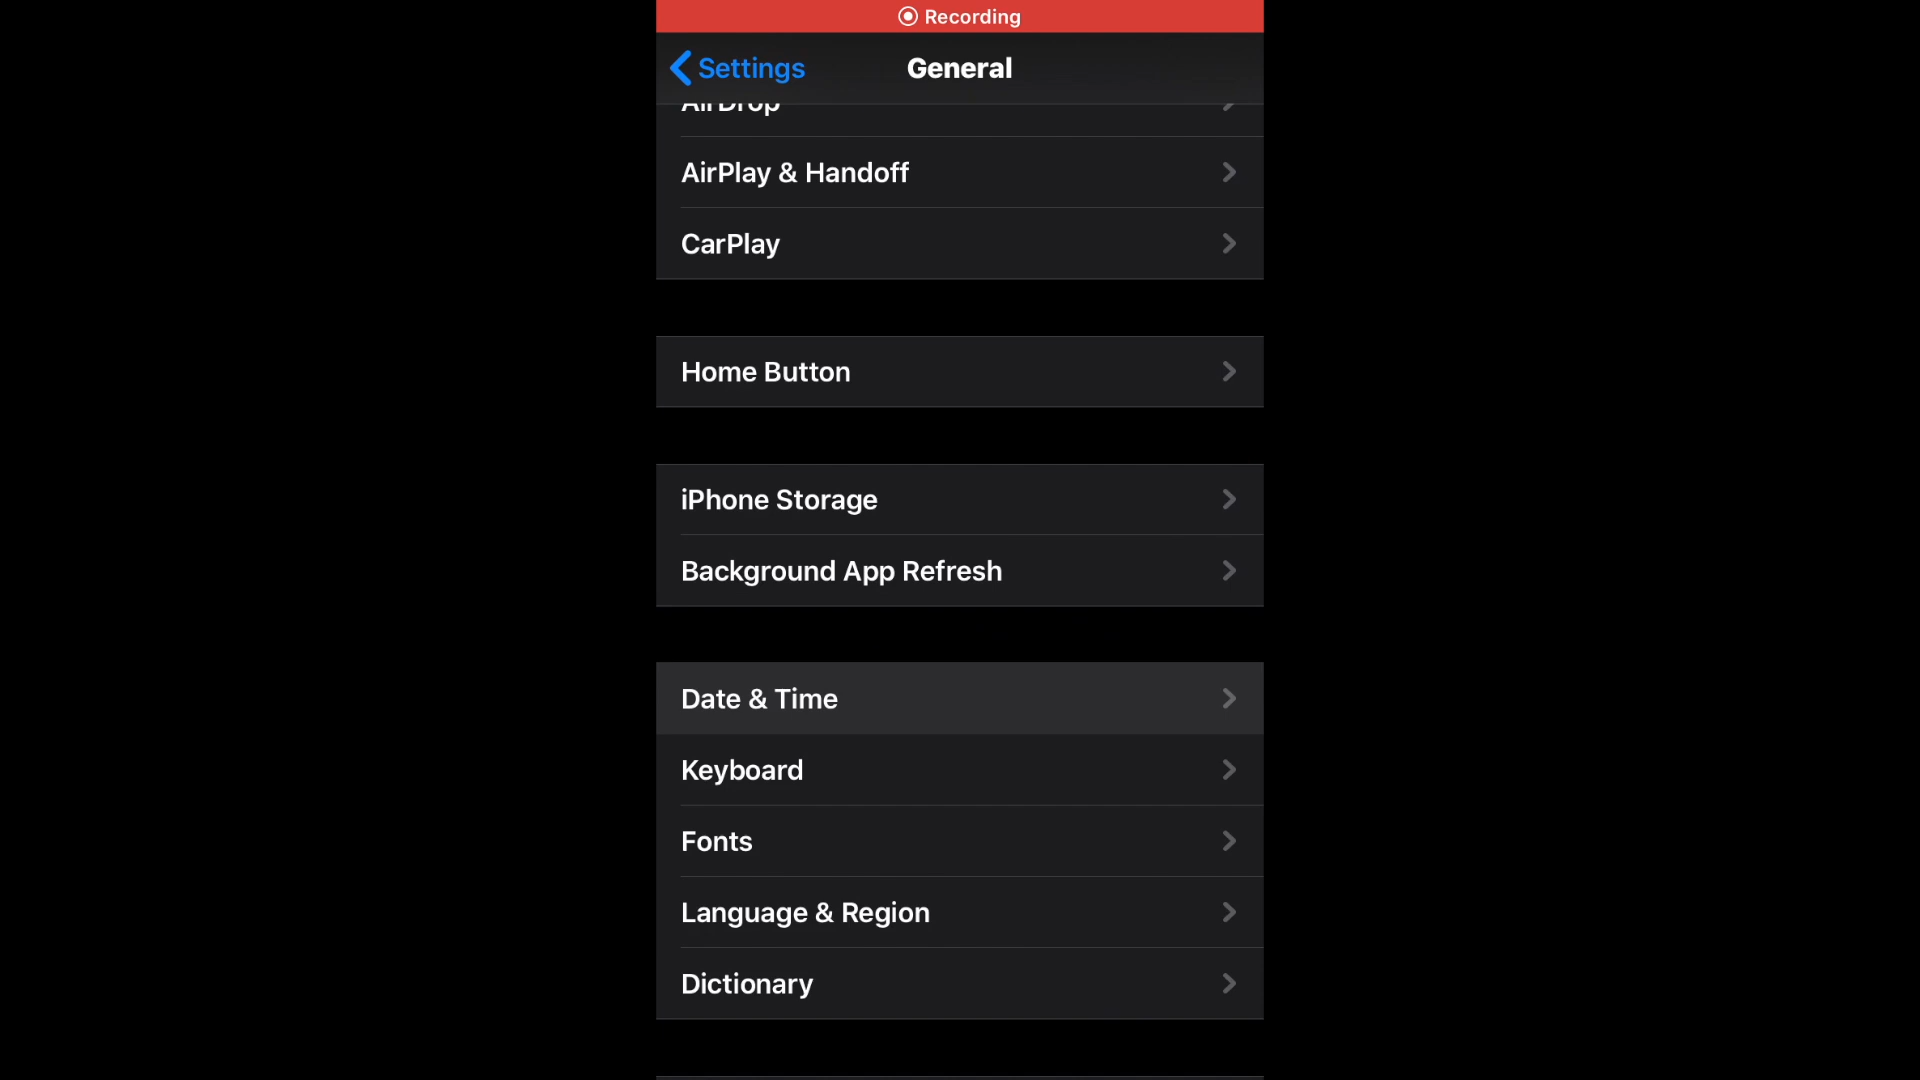 Recording
Settings
General
AirDrop
AirPlay & Handoff
CarPlay
Home Button
iPhone Storage
Background App Refresh
Date & Time
Keyboard
Fonts
Language & Region
Dictionary